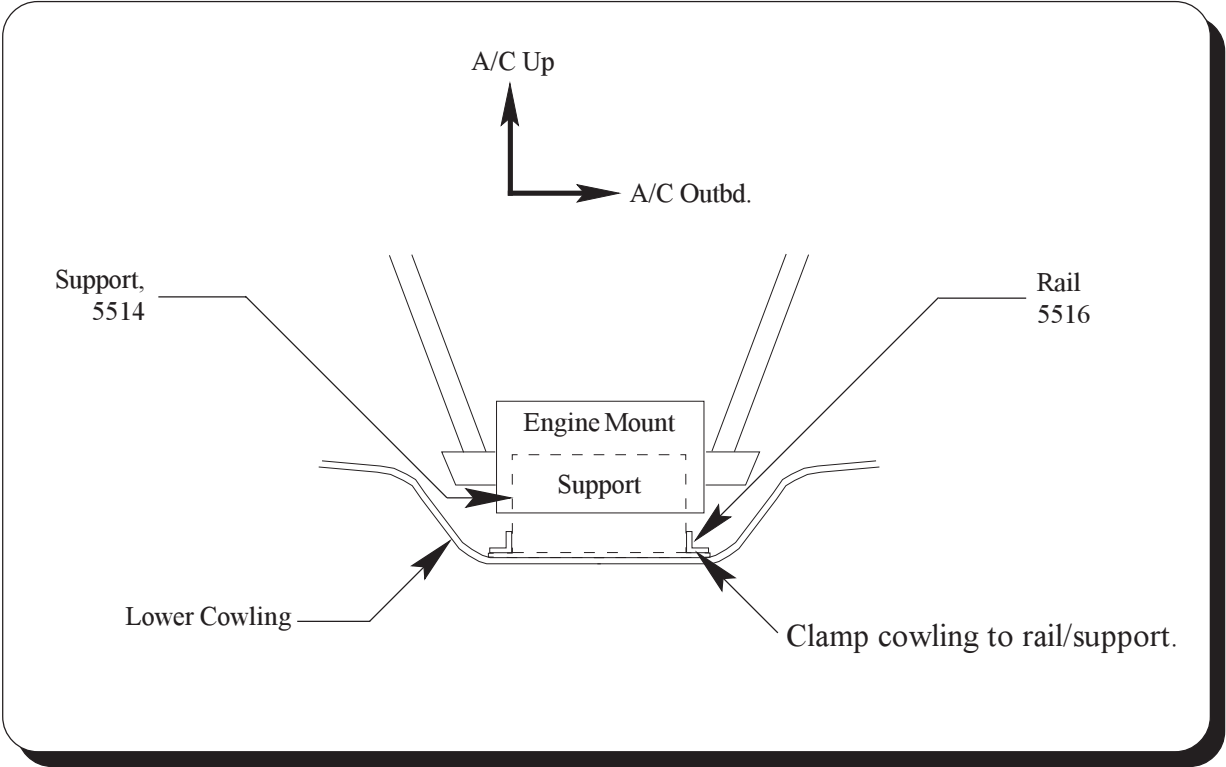 A/C Up
A/C Outbd.
Support,
5514
Rail
5516
Engine Mount
Support
Lower Cowling
Clamp cowling to rail/support.